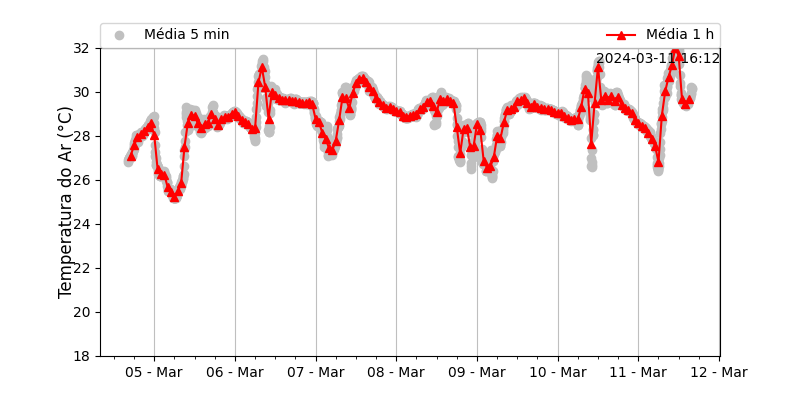 Média 5 min
Média 1 h
2024-03-11 16:12
Temperatura do Ar (°C)
32
30
28
26
24
22
20
18
05 - Mar
06 - Mar
07 - Mar
08 - Mar
09 - Mar
10 - Mar
11 - Mar
12 - Mar